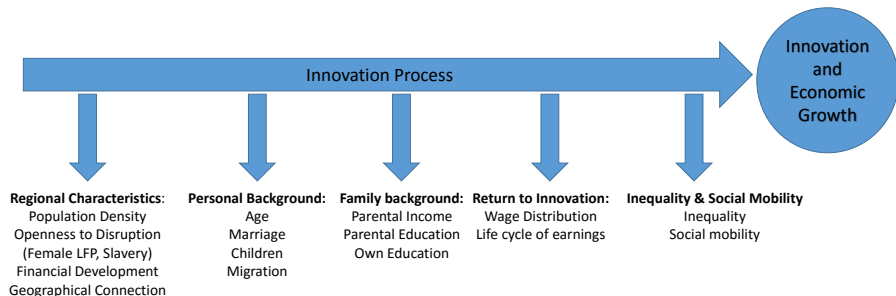 Innovation Process
Innovation
and
Economic
Growth
Regional Characteristics:
Population Density
Openness to Disruption
(Female LFP, Slavery)
Financial Development
Geographical Connection
Personal Background:
Age
Marriage
Children
Migration
Family background:
Parental Income
Parental Education
Own Education
Return to Innovation:
Wage Distribution
Life cycle of earnings
Inequality & Social Mobility
Inequality
Social mobility